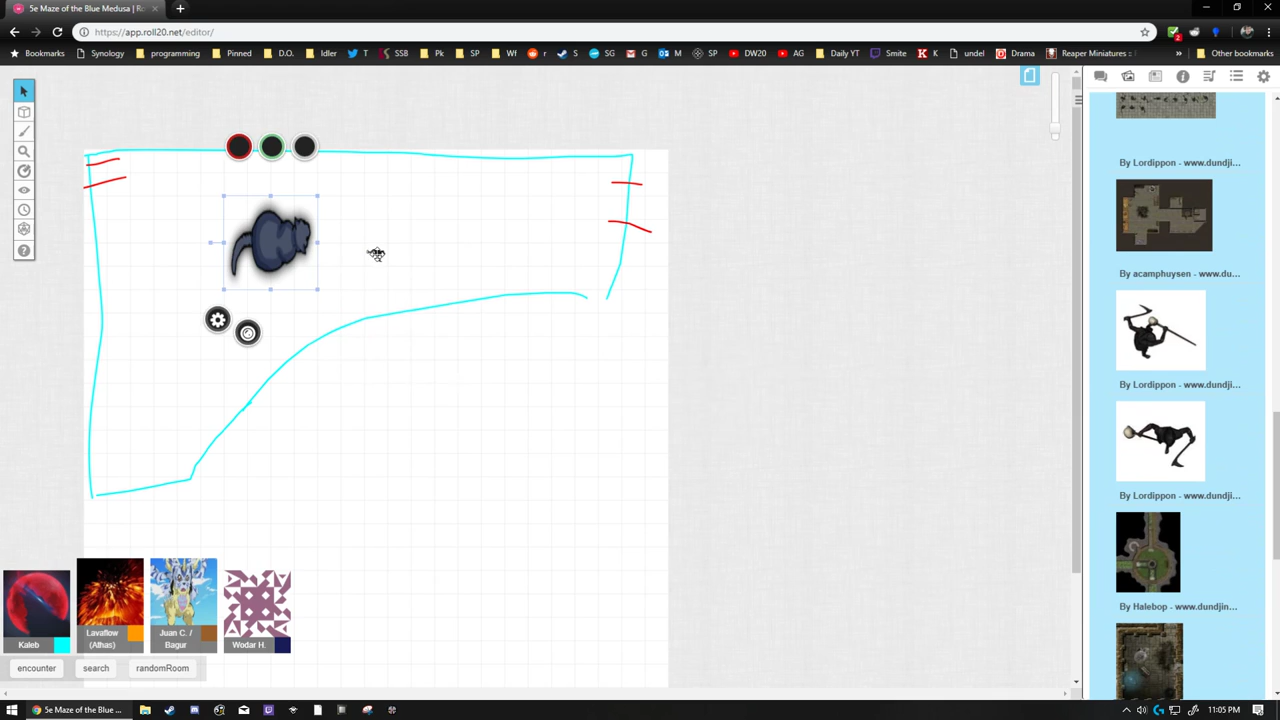 5e Maze of the Blue Medusa | Ro
https://app.roll20.net/editor/
Bookmarks Synology programming Pinned D.O. Idler T SSB Pk SP Wf r S SG G M SP DW20 AG Daily YT Smite K undel Drama Reaper Miniatures :: » Other bookmarks
By Lordippon - www.dundji...
By acamphuysen - www.du...
By Lordippon - www.dundji...
By Lordippon - www.dundji...
By Halebop - www.dundjin...
Kaleb
Lavaflow
(Athas)
Juan C. /
Bagur
Wodar H.
encounter search randomRoom
5e Maze of the Blue ... 11:05 PM